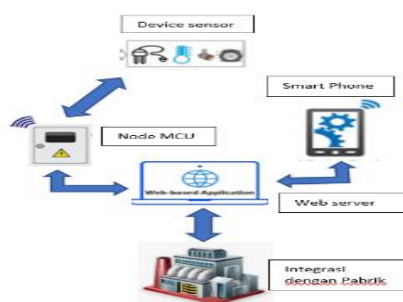 Device sensor
Smart Phone
Node MCU
Web-based Application
Web server
Integrasi
dengan Pabrik